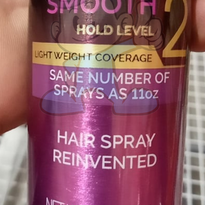 SMOOTH
HOLD LEVEL 2
LIGHT WEIGHT COVERAGE
SAME NUMBER OF
SPRAYS AS 11oz
HAIR SPRAY
REINVENTED